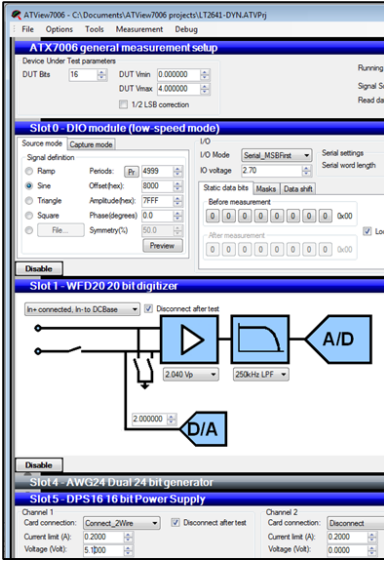 ATView7006 - C:\Documents\ATView7006 projects\LT2641-DYN.ATVPrj
File Options Tools Measurement Debug
ATX7006 general measurement setup
Device Under Test parameters
DUT Bits 16 DUT Vmin 0.000000
Running
DUT Vmax 4.000000
1/2 LSB correction
Read da
Slot 0 - DIO module (low-speed mode)
Source mode Capture mode
I/O
Signal definition
I/O Mode Serial_MSBFirst Serial settings
IO voltage 2.70 Serial word length
Ramp Periods: Pr 4999
Sine Offset(hex): 8000
Triangle Amplitude(hex): 7FFF
Square Phase(degrees) 0.0
File... Symmetry(%) 50.0
Preview
Static data bits Masks Data shift
Before measurement
0 0 0 0 0 0 0 0 0x00
After measurement
0 0 0 0 0 0 0 0 0x00
Disable
Slot 1 - WFD20 20 bit digitizer
In+ connected, In- to DCBase Disconnect after test
A/D
2.040 Vp 250kHz LPF
2.000000
D/A
Disable
Slot 4 - AWG24 Dual 24 bit generator
Slot 5 - DPS16 16 bit Power Supply
Channel 1
Card connection: Connect_2Wire Disconnect after test
Current limit (A): 0.2000
Voltage (Volt): 5.1000
Channel 2
Card connection: Disconnect
Current limit (A): 0.2000
Voltage (Volt): 0.0000